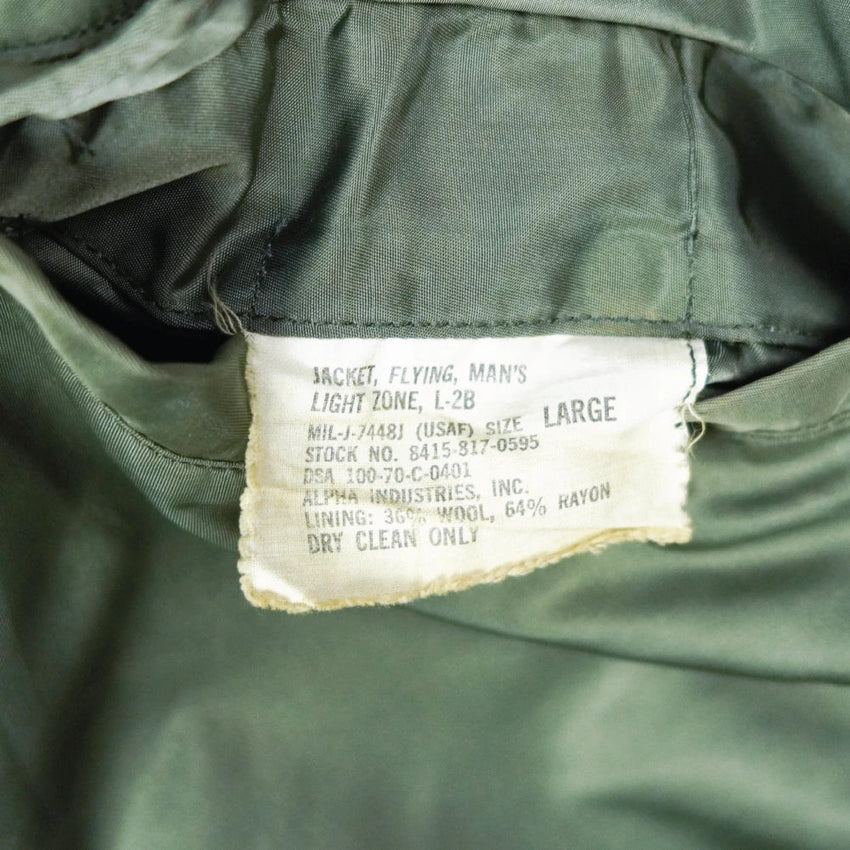 JACKET, FLYING, MAN'S
LIGHT ZONE, L-2B
MIL-J-7448J (USAF) SIZE LARGE
STOCK NO. 8415-817-0595
DSA 100-70-C-0401
ALPHA INDUSTRIES, INC.
LINING: 36% WOOL, 64% RAYON
DRY CLEAN ONLY